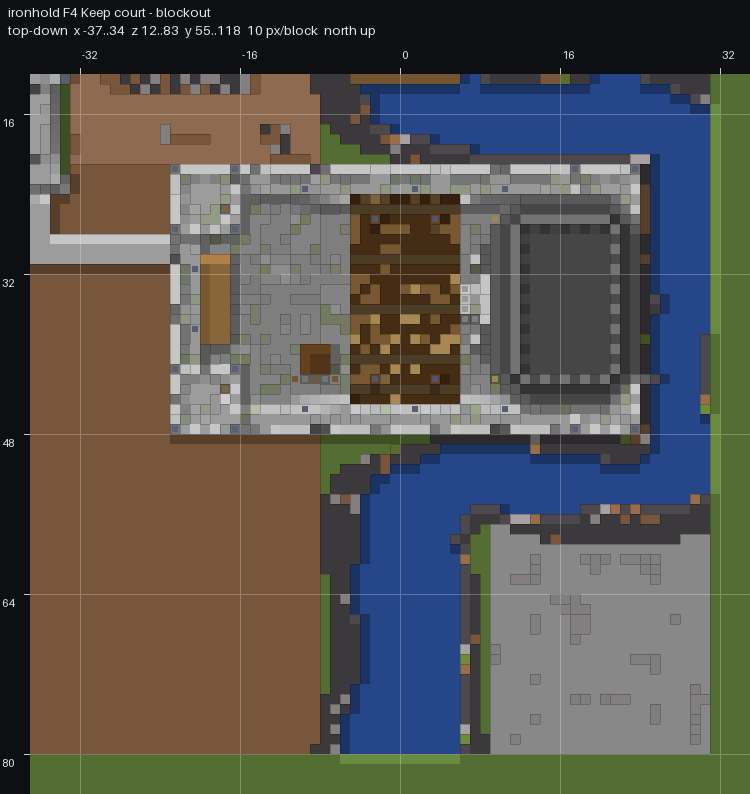 ironhold F4 Keep court - blockout
top-down x -37..34 z 12..83 y 55..118 10 px/block north up
-32 -16 0 16 32
16
32
48
64
80